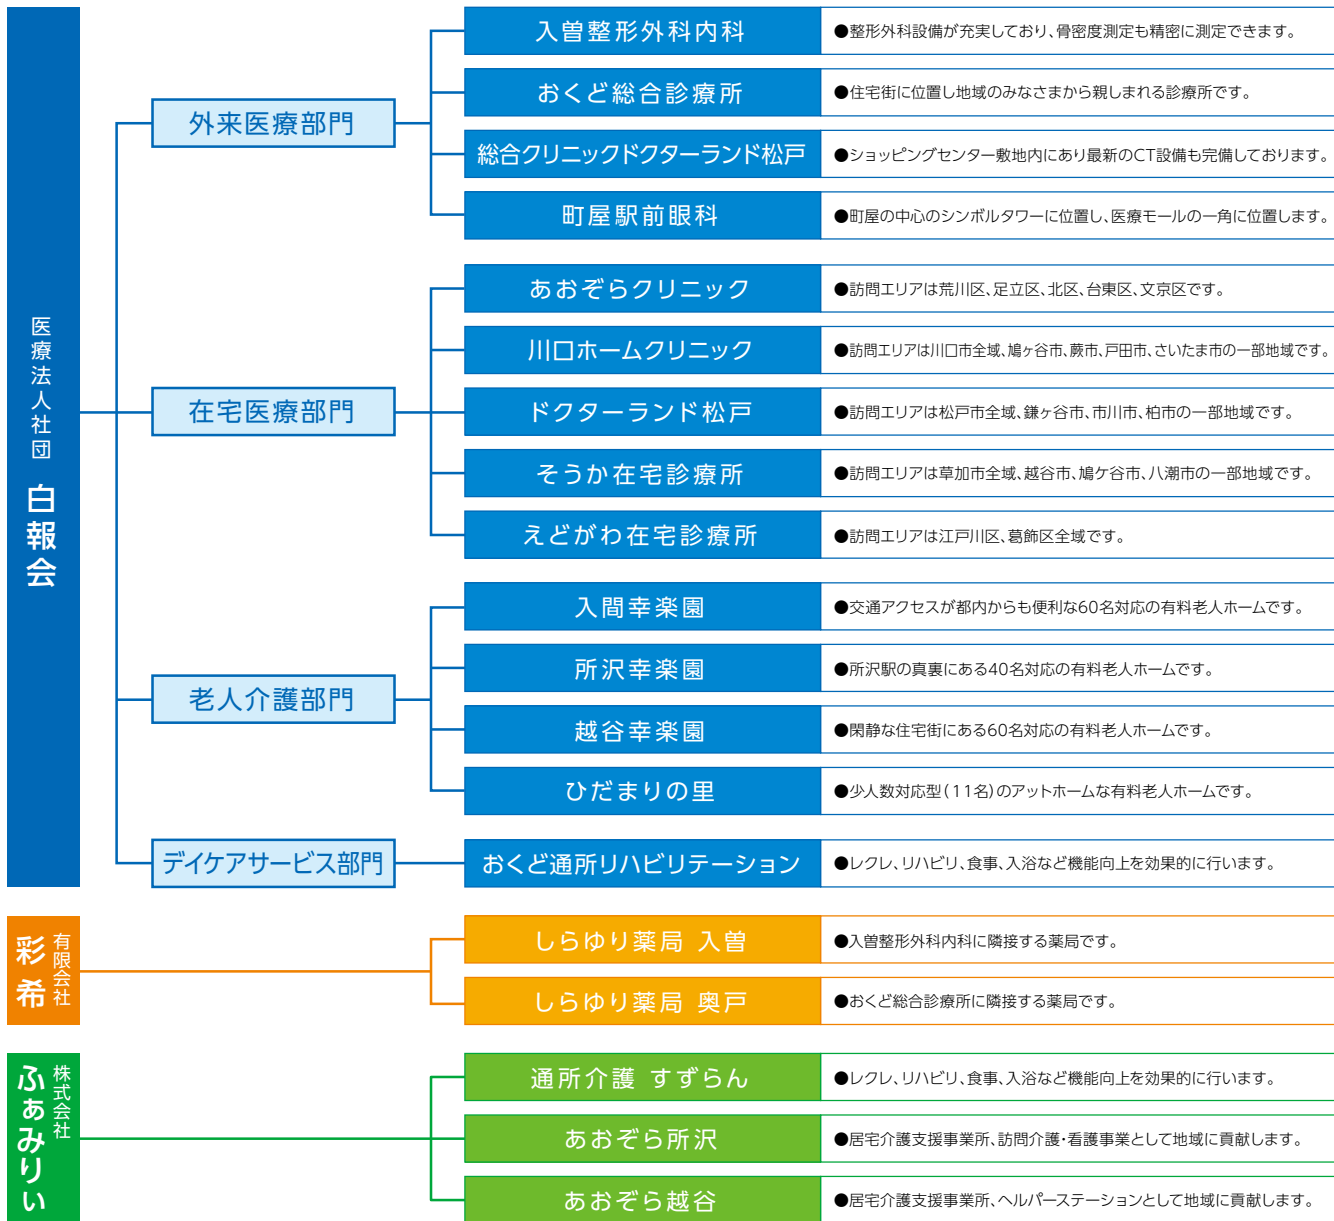 医療法人社団 白報会
外来医療部門
入曽整形外科内科
●整形外科設備が充実しており、骨密度測定も精密に測定できます。
おくど総合診療所
●住宅街に位置し地域のみなさまから親しまれる診療所です。
総合クリニックドクターランド松戸
●ショッピングセンター敷地内にあり最新のCT設備も完備しております。
町屋駅前眼科
●町屋の中心のシンボルタワーに位置し、医療モールの一角に位置します。
在宅医療部門
あおぞらクリニック
●訪問エリアは荒川区、足立区、北区、台東区、文京区です。
川口ホームクリニック
●訪問エリアは川口市全域、鳩ヶ谷市、蕨市、戸田市、さいたま市の一部地域です。
ドクターランド松戸
●訪問エリアは松戸市全域、鎌ヶ谷市、市川市、柏市の一部地域です。
そうか在宅診療所
●訪問エリアは草加市全域、越谷市、鳩ケ谷市、八潮市の一部地域です。
えどがわ在宅診療所
●訪問エリアは江戸川区、葛飾区全域です。
老人介護部門
入間幸楽園
●交通アクセスが都内からも便利な60名対応の有料老人ホームです。
所沢幸楽園
●所沢駅の真裏にある40名対応の有料老人ホームです。
越谷幸楽園
●閑静な住宅街にある60名対応の有料老人ホームです。
ひだまりの里
●少人数対応型(11名)のアットホームな有料老人ホームです。
デイケアサービス部門
おくど通所リハビリテーション
●レクレ、リハビリ、食事、入浴など機能向上を効果的に行います。
有限会社
彩希
しらゆり薬局 入曽
●入曽整形外科内科に隣接する薬局です。
しらゆり薬局 奥戸
●おくど総合診療所に隣接する薬局です。
株式会社
ふぁみりぃ
通所介護 すずらん
●レクレ、リハビリ、食事、入浴など機能向上を効果的に行います。
あおぞら所沢
●居宅介護支援事業所、訪問介護・看護事業として地域に貢献します。
あおぞら越谷
●居宅介護支援事業所、ヘルパーステーションとして地域に貢献します。